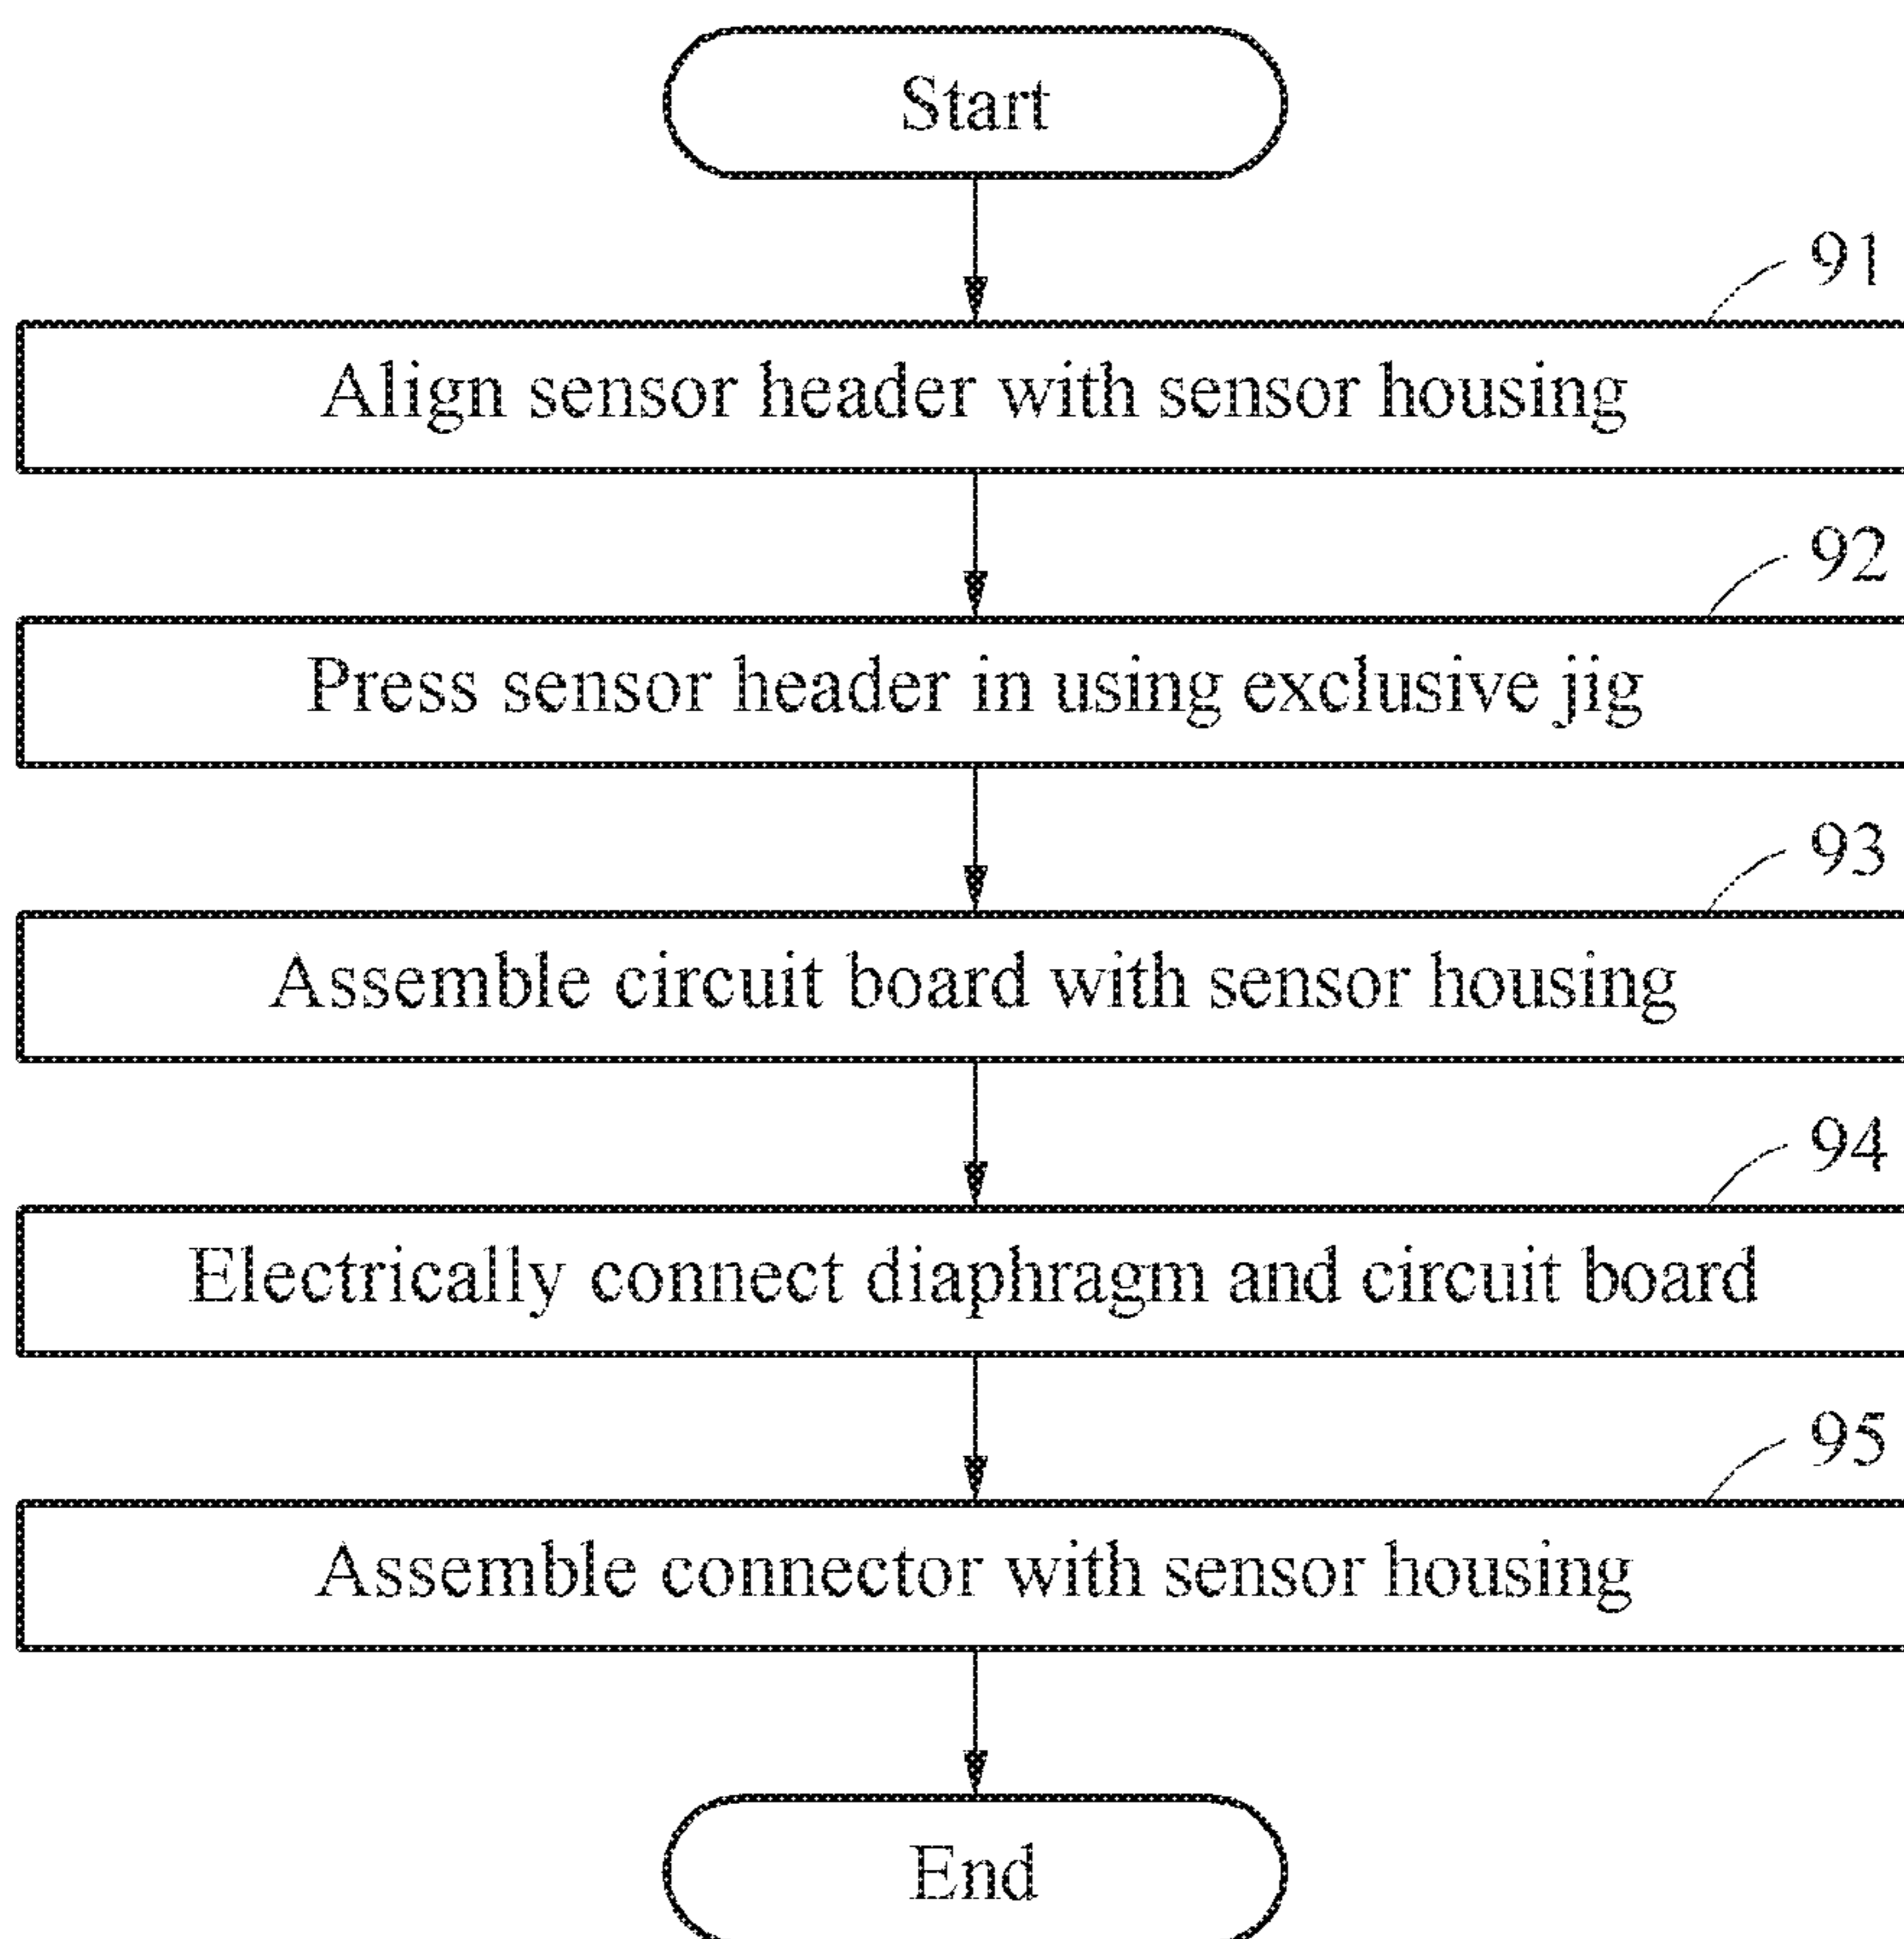 Start
91
Align sensor header with sensor housing
92
Press sensor header in using exclusive jig
93
Assemble circuit board with sensor housing
94
Electrically connect diaphragm and circuit board
95
Assemble connector with sensor housing
End